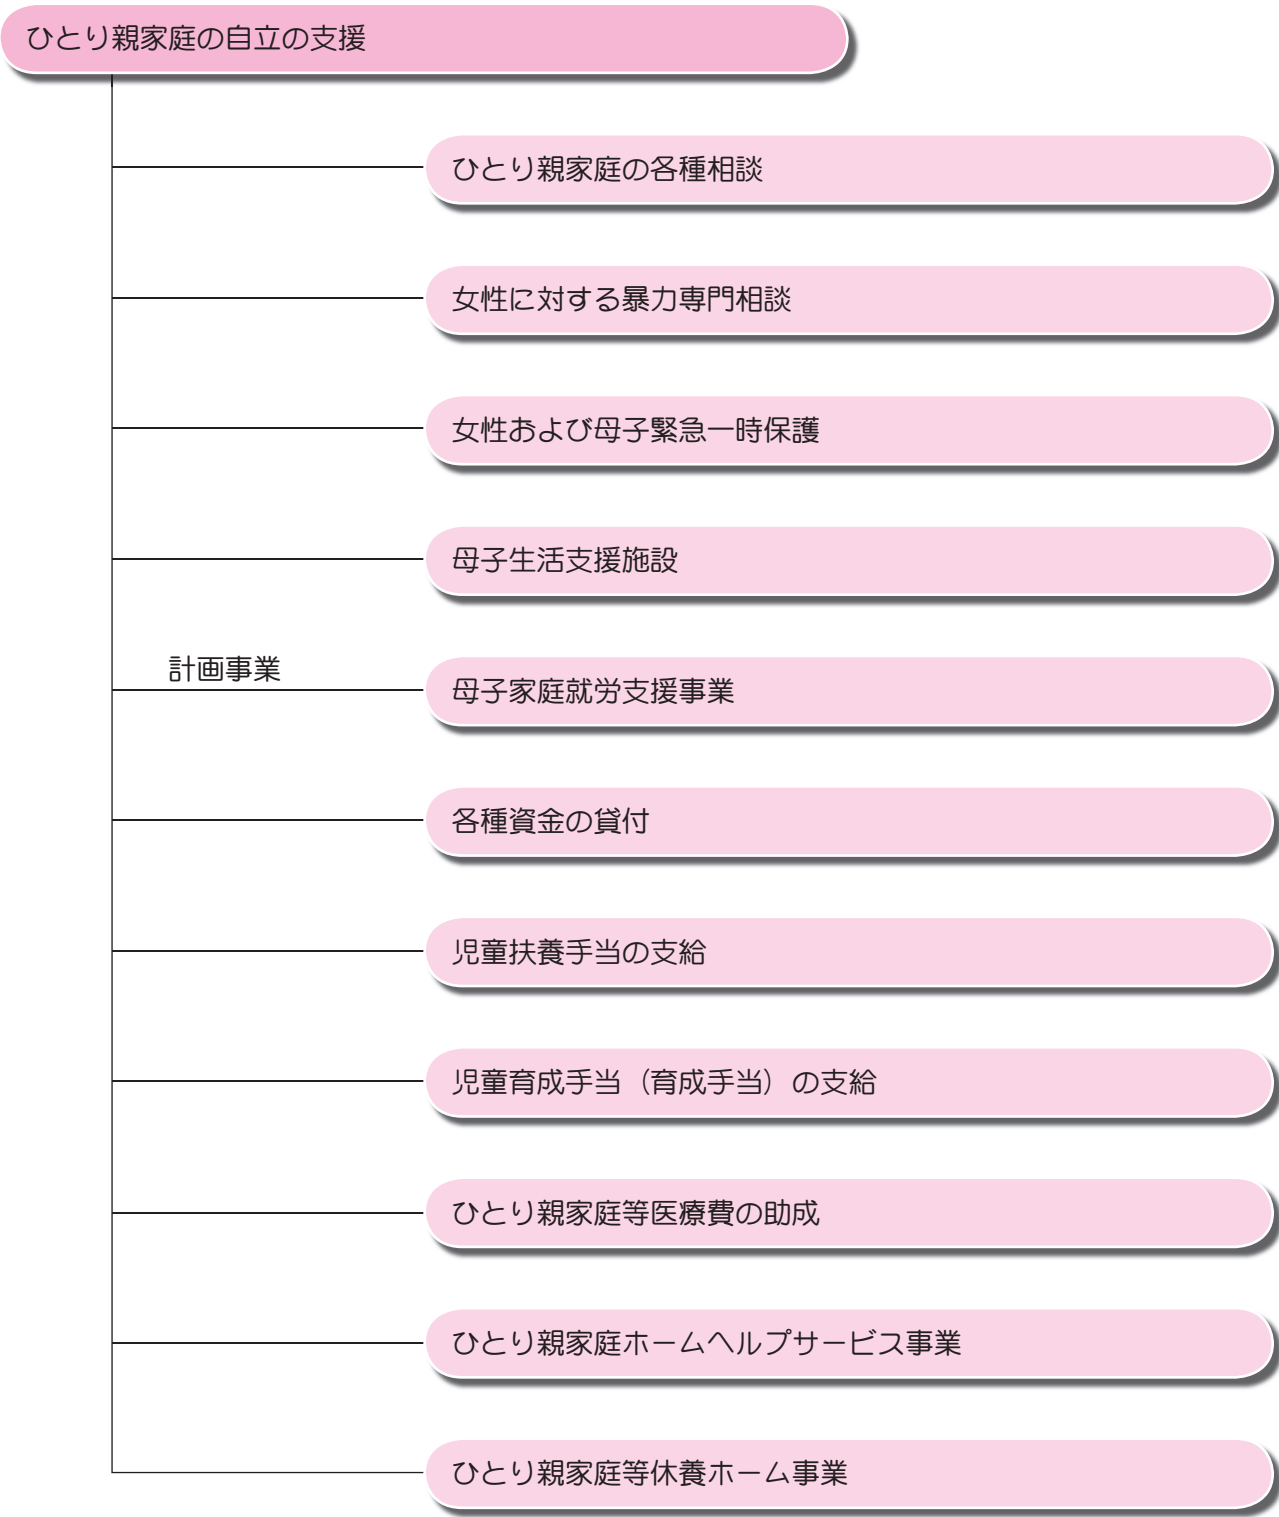 ひとり親家庭の自立の支援
ひとり親家庭の各種相談
女性に対する暴力専門相談
女性および母子緊急一時保護
母子生活支援施設
計画事業
母子家庭就労支援事業
各種資金の貸付
児童扶養手当の支給
児童育成手当（育成手当）の支給
ひとり親家庭等医療費の助成
ひとり親家庭ホームヘルプサービス事業
ひとり親家庭等休養ホーム事業